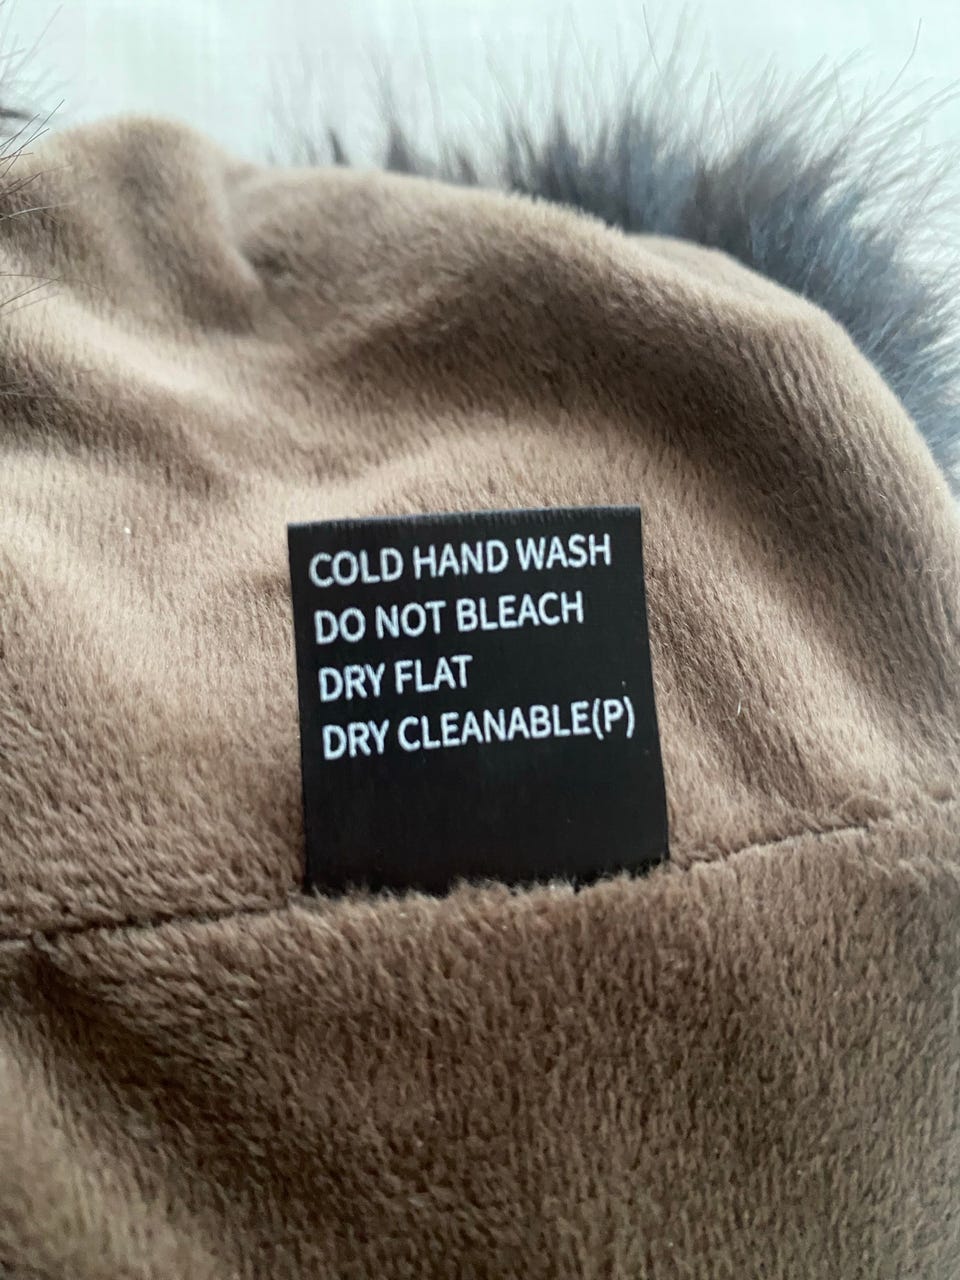 COLD HAND WASH
DO NOT BLEACH
DRY FLAT
DRY CLEANABLE(P)